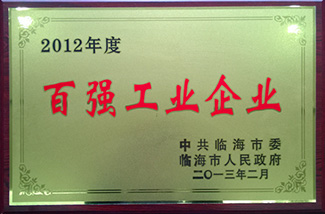 2012年度
百强工业企业
中共临海市委
临海市人民政府
二〇一三年二月